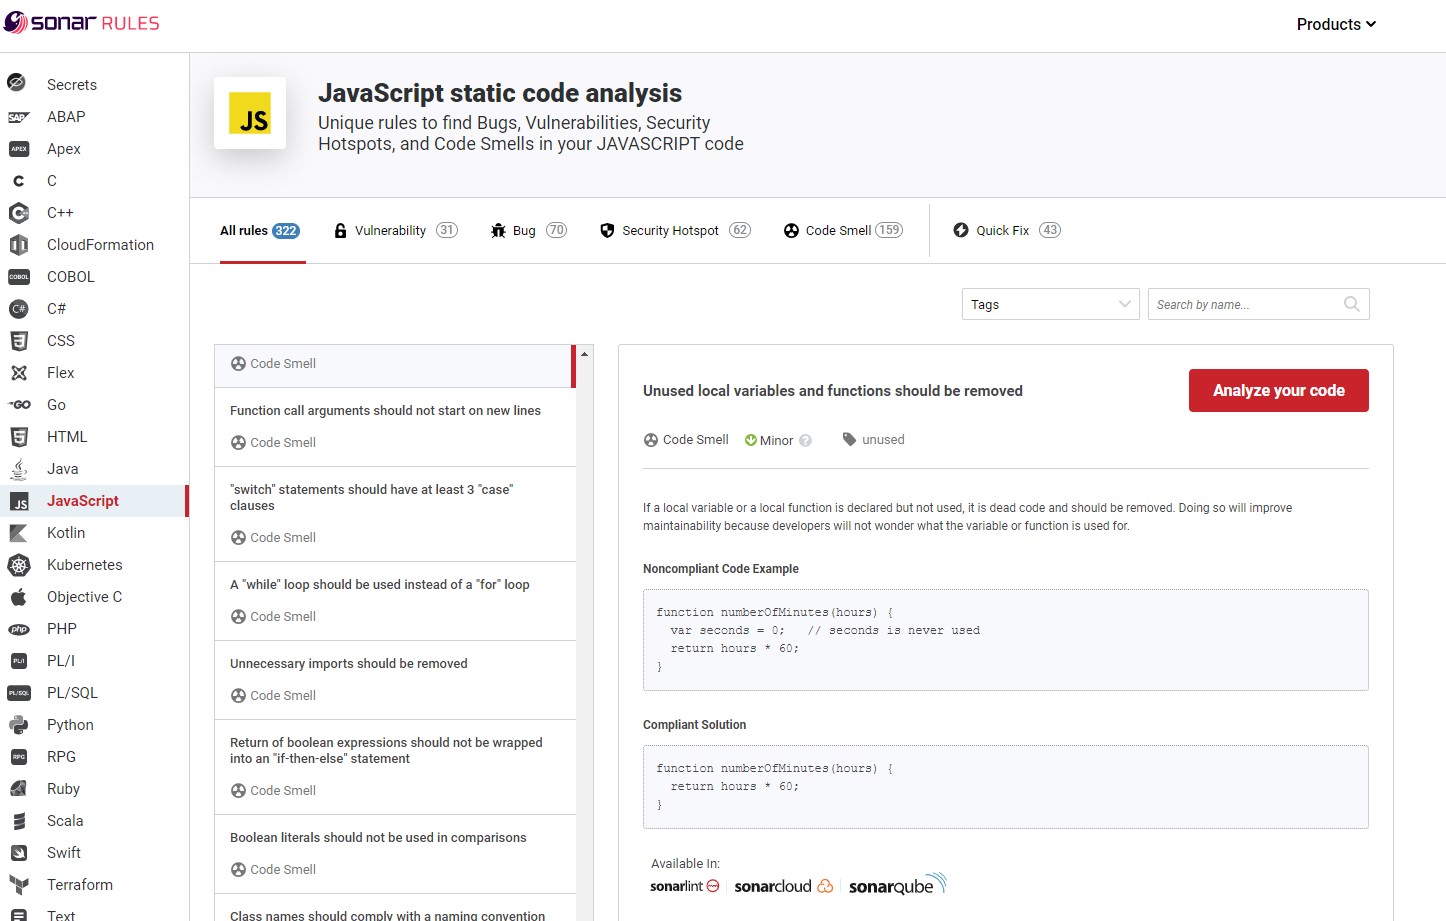 sonar RULES
Products
Secrets
SAP
ABAP
APEX
Apex
C
C
C++
CloudFormation
COBOL
COBOL
C#
C#
CSS
Flex
GO
Go
HTML
Java
JS
JavaScript
Kotlin
Kubernetes
Objective C
php
PHP
PL/I
PL/I
PL/SQL
PL/SQL
Python
RPG
RPG
Ruby
Scala
Swift
Terraform
Text
JS
JavaScript static code analysis
Unique rules to find Bugs, Vulnerabilities, Security
Hotspots, and Code Smells in your JAVASCRIPT code
All rules 322
Vulnerability 31
Bug 70
Security Hotspot 62
Code Smell 159
Quick Fix 43
Tags
Search by name...
Code Smell
Function call arguments should not start on new lines
Code Smell
"switch" statements should have at least 3 "case"
clauses
Code Smell
A "while" loop should be used instead of a "for" loop
Code Smell
Unnecessary imports should be removed
Code Smell
Return of boolean expressions should not be wrapped
into an "if-then-else" statement
Code Smell
Boolean literals should not be used in comparisons
Code Smell
Class names should comply with a naming convention
Unused local variables and functions should be removed
Analyze your code
Code Smell
Minor ?
unused
If a local variable or a local function is declared but not used, it is dead code and should be removed. Doing so will improve
maintainability because developers will not wonder what the variable or function is used for.
Noncompliant Code Example
function numberOfMinutes(hours) {
  var seconds = 0;   // seconds is never used
  return hours * 60;
}
Compliant Solution
function numberOfMinutes(hours) {
  return hours * 60;
}
Available In:
sonarlint
sonarcloud
sonarqube